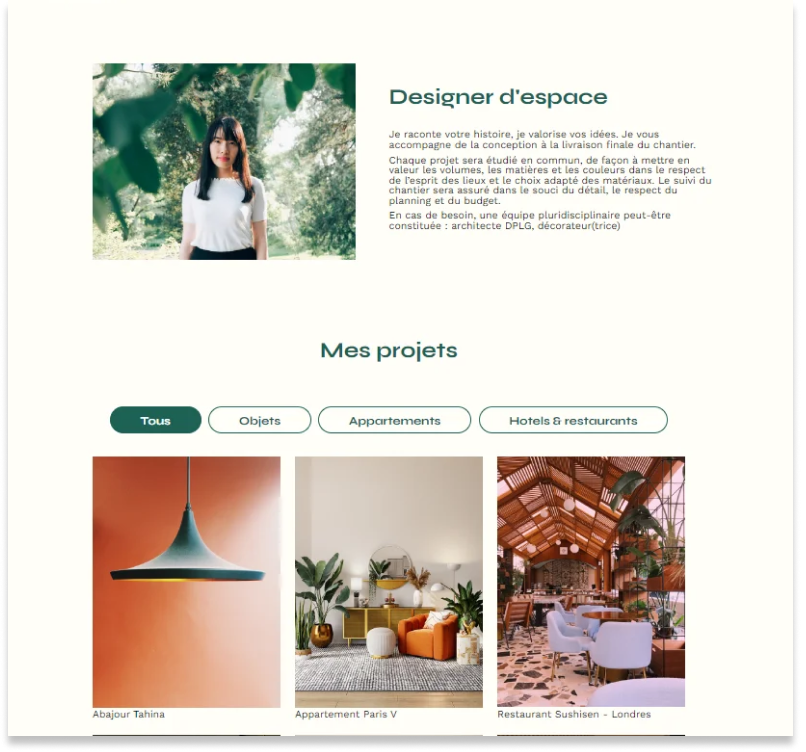 Designer d'espace
Je raconte votre histoire, je valorise vos idées. Je vous
accompagne de la conception à la livraison finale du chantier.
Chaque projet sera étudié en commun, de façon à mettre en
valeur les volumes, les matières et les couleurs dans le respect
de l'esprit des lieux et le choix adapté des matériaux. Le suivi du
chantier sera assuré dans le souci du détail, le respect du
planning et du budget.
En cas de besoin, une équipe pluridisciplinaire peut-être
constituée : architecte DPLG, décorateur(trice)
Mes projets
Tous
Objets
Appartements
Hotels & restaurants
Abajour Tahina
Appartement Paris V
Restaurant Sushisen - Londres